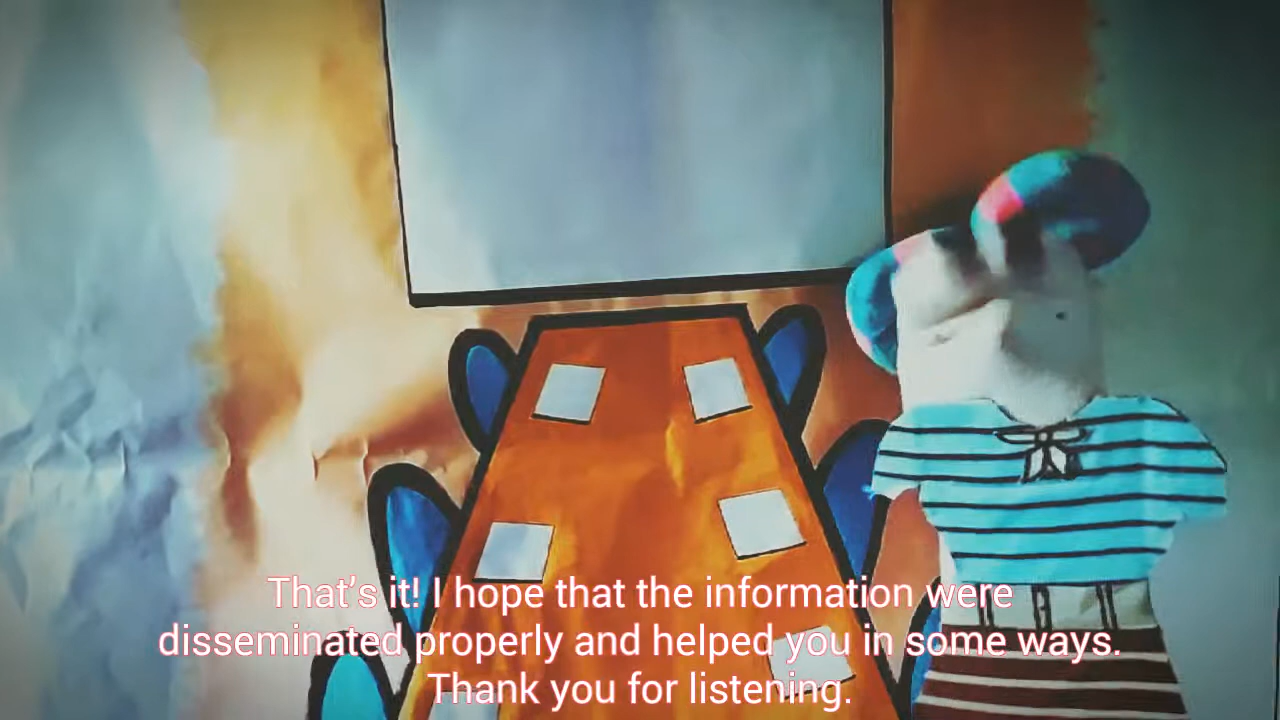 That's it! I hope that the information were
disseminated properly and helped you in some ways.
Thank you for listening.